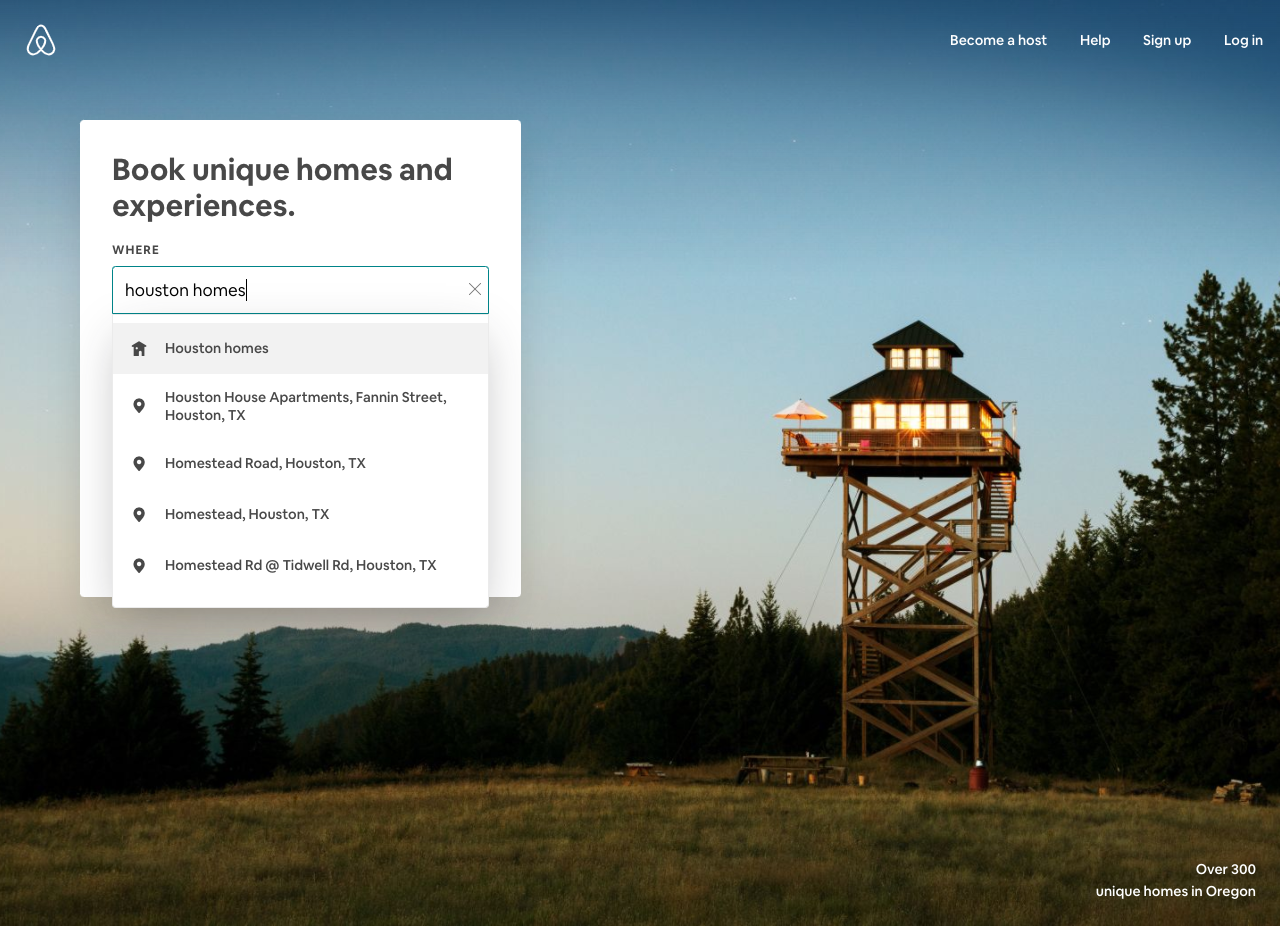 Become a host Help Sign up Log in
Book unique homes and
experiences.
WHERE
houston homes
Houston homes
Houston House Apartments, Fannin Street,
Houston, TX
Homestead Road, Houston, TX
Homestead, Houston, TX
Homestead Rd @ Tidwell Rd, Houston, TX
Over 300
unique homes in Oregon